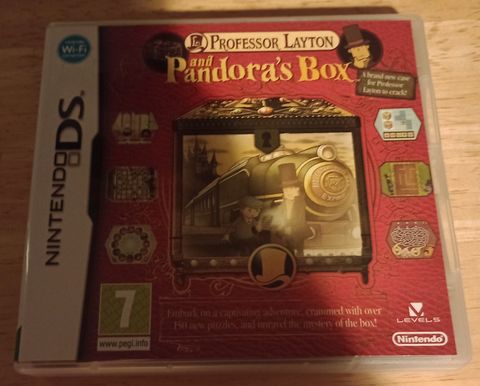 Wi-Fi
PROFESSOR LAYTON
and
Pandora's Box
A brand new case
for Professor
Layton to crack!
NINTENDO DS
7
www.pegi.info
Embark on a captivating adventure, crammed with over
150 new puzzles, and unravel the mystery of the box!
LEVEL5
Nintendo